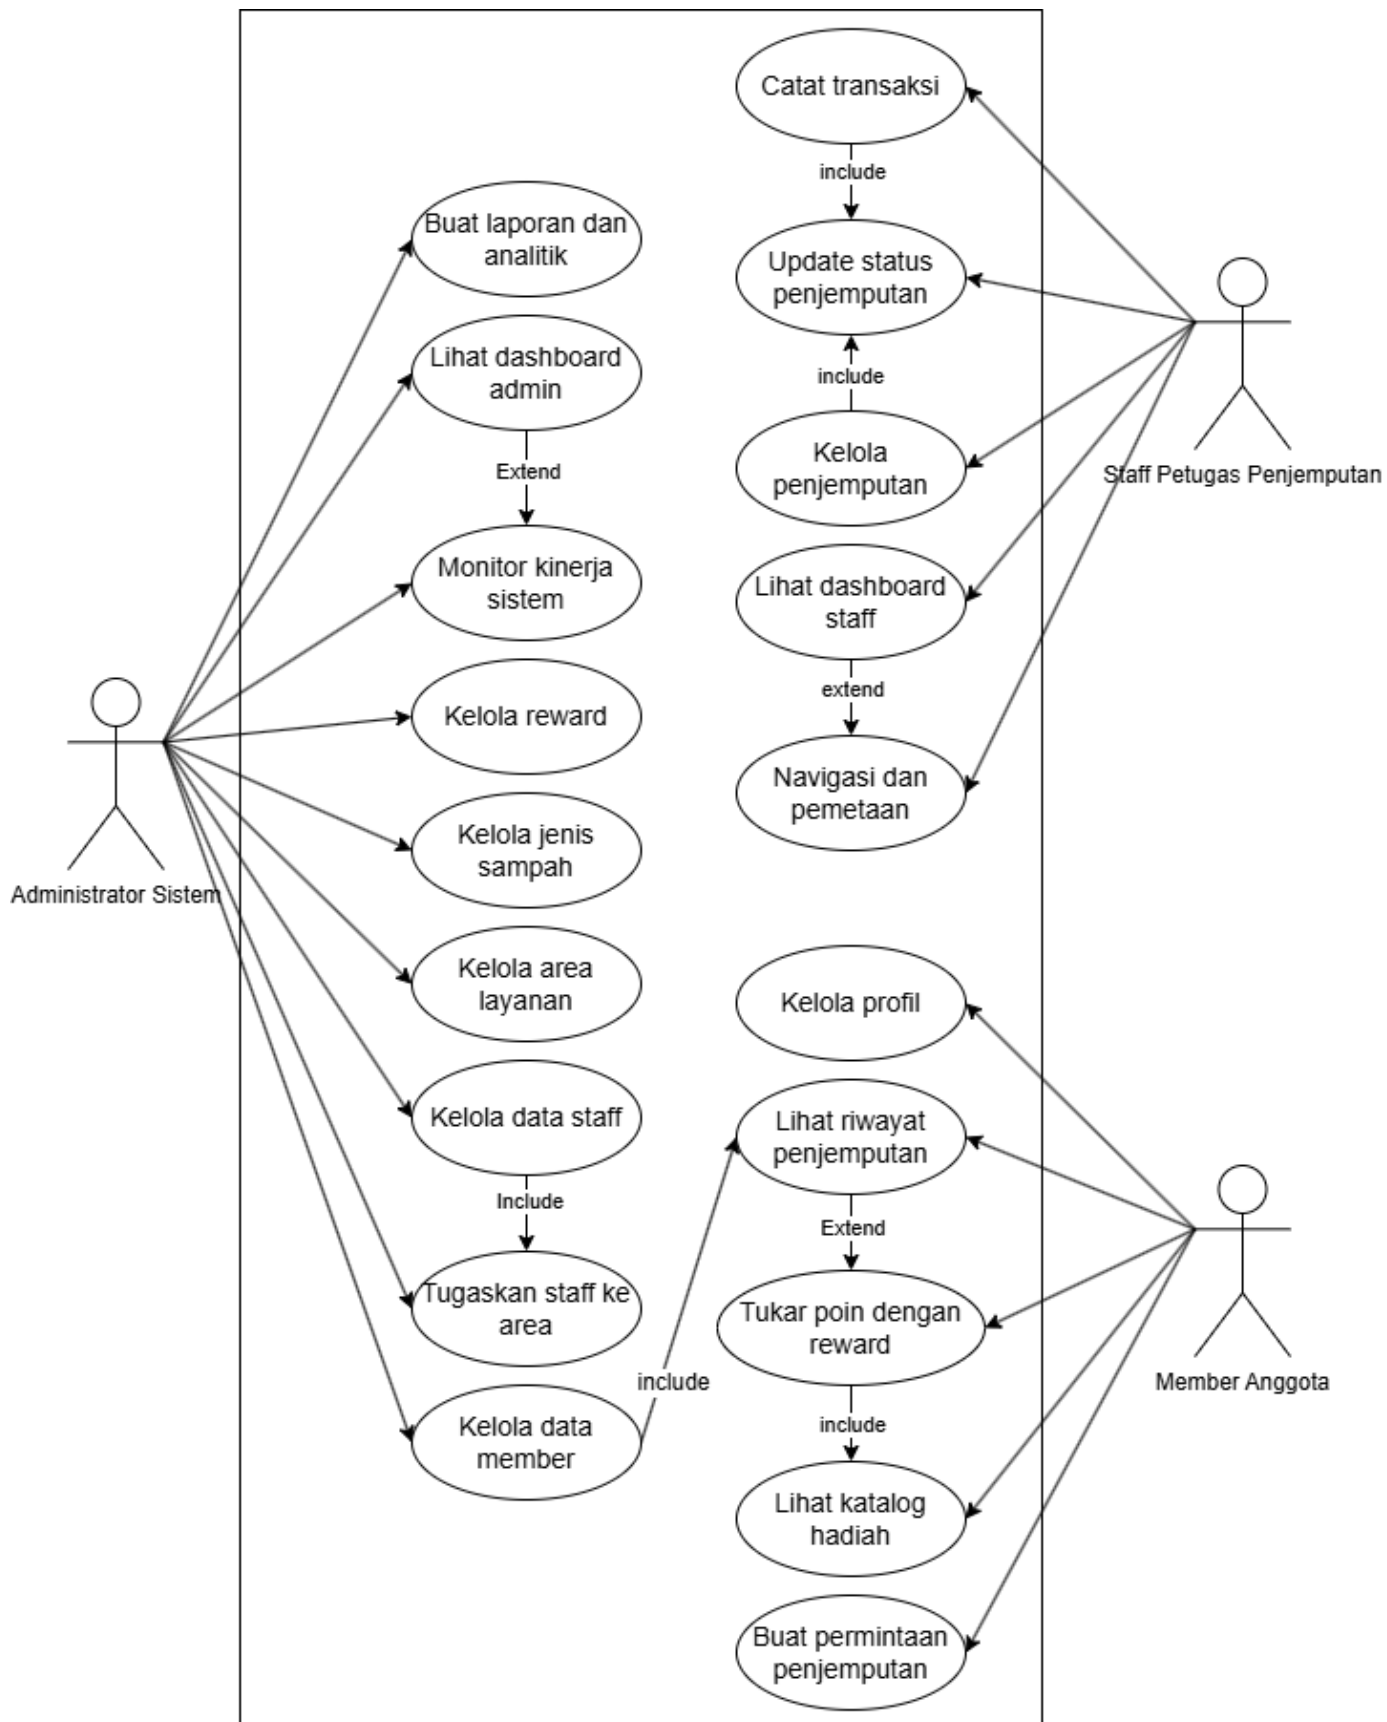 Catat transaksi
include
Update status
penjemputan
include
Kelola
penjemputan
Lihat dashboard
staff
extend
Navigasi dan
pemetaan
Staff Petugas Penjemputan
Buat laporan dan
analitik
Lihat dashboard
admin
Extend
Monitor kinerja
sistem
Kelola reward
Kelola jenis
sampah
Kelola area
layanan
Kelola data staff
Include
Tugaskan staff ke
area
Kelola data
member
include
Administrator Sistem
Kelola profil
Lihat riwayat
penjemputan
Extend
Tukar poin dengan
reward
include
Lihat katalog
hadiah
Buat permintaan
penjemputan
Member Anggota